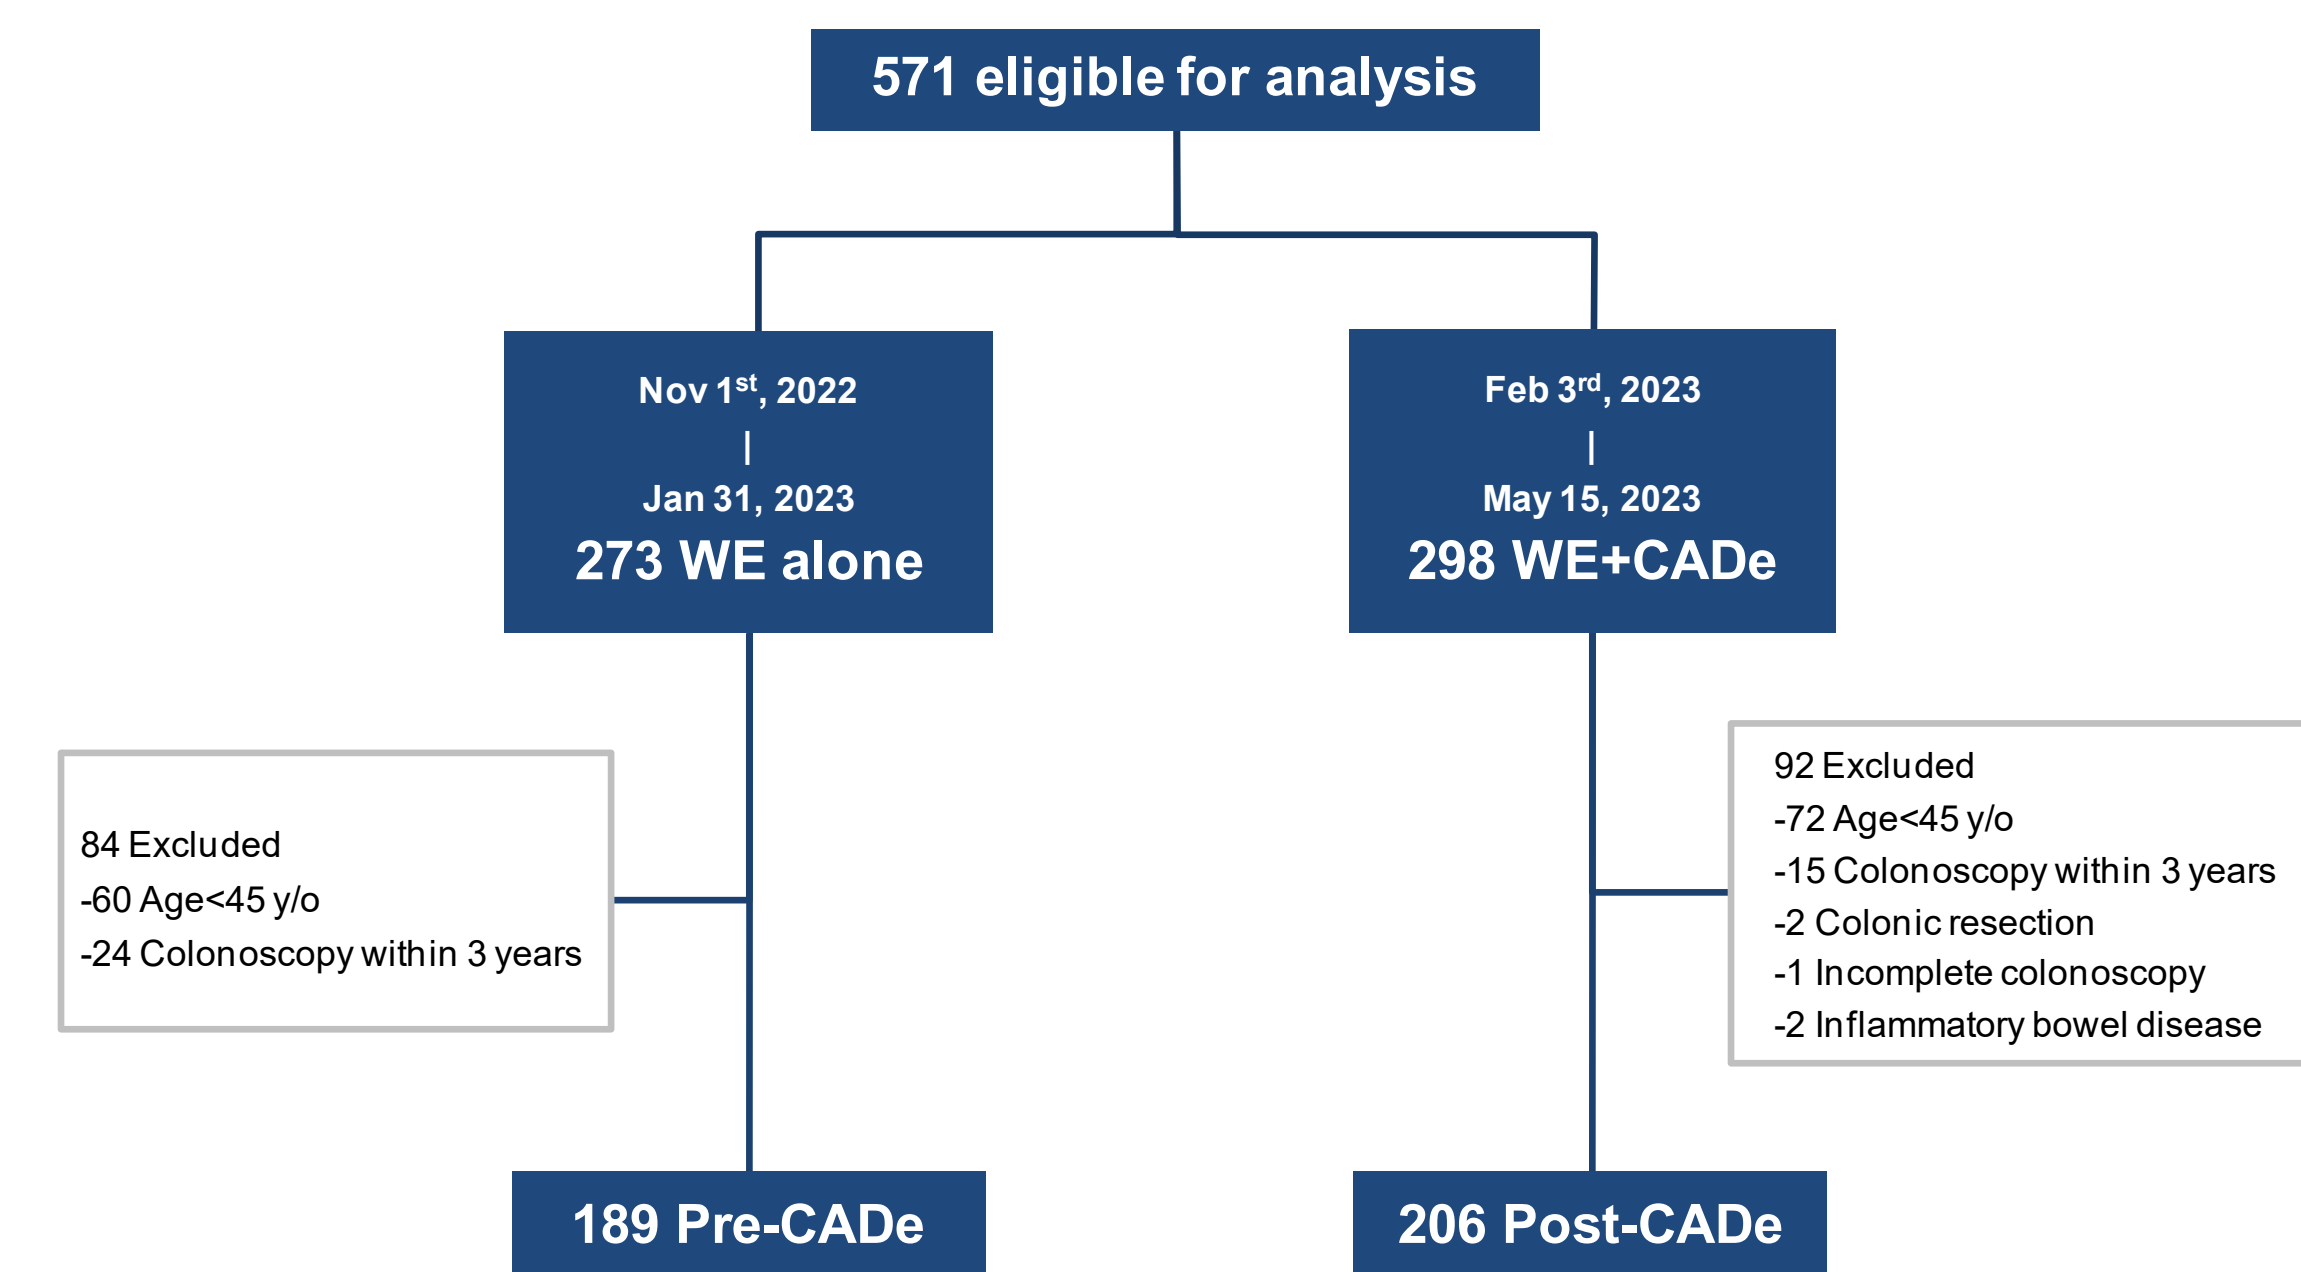 571 eligible for analysis
Nov 1st, 2022
|
Jan 31, 2023
273 WE alone
Feb 3rd, 2023
|
May 15, 2023
298 WE+CADe
84 Excluded
-60 Age<45 y/o
-24 Colonoscopy within 3 years
92 Excluded
-72 Age<45 y/o
-15 Colonoscopy within 3 years
-2 Colonic resection
-1 Incomplete colonoscopy
-2 Inflammatory bowel disease
189 Pre-CADe
206 Post-CADe